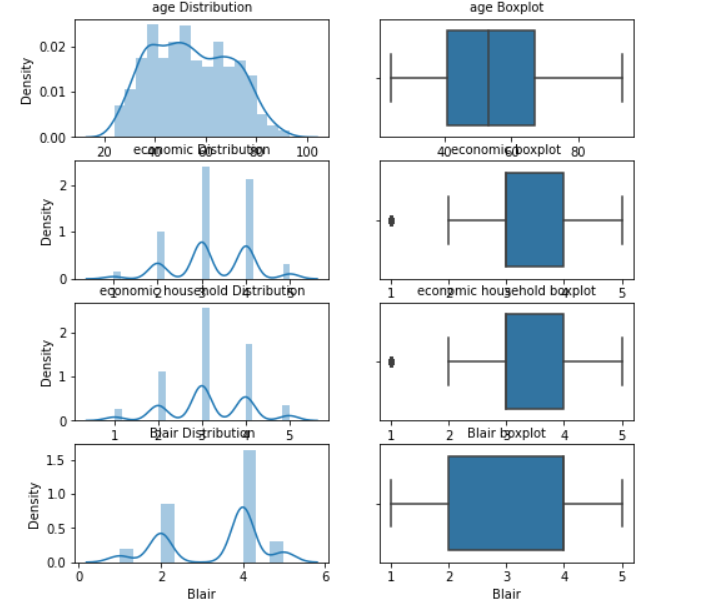 age Distribution
age Boxplot
Density
0.02
0.01
0.00
20 40 60 80 100
40 60 80
economic Distribution
economic boxplot
Density
2
1
0
1 2 3 4 5
1 2 3 4 5
economic household Distribution
economic household boxplot
Density
2
1
0
1 2 3 4 5
1 2 3 4 5
Blair Distribution
Blair boxplot
Density
1.5
1.0
0.5
0.0
0 2 4 6
1 2 3 4 5
Blair
Blair